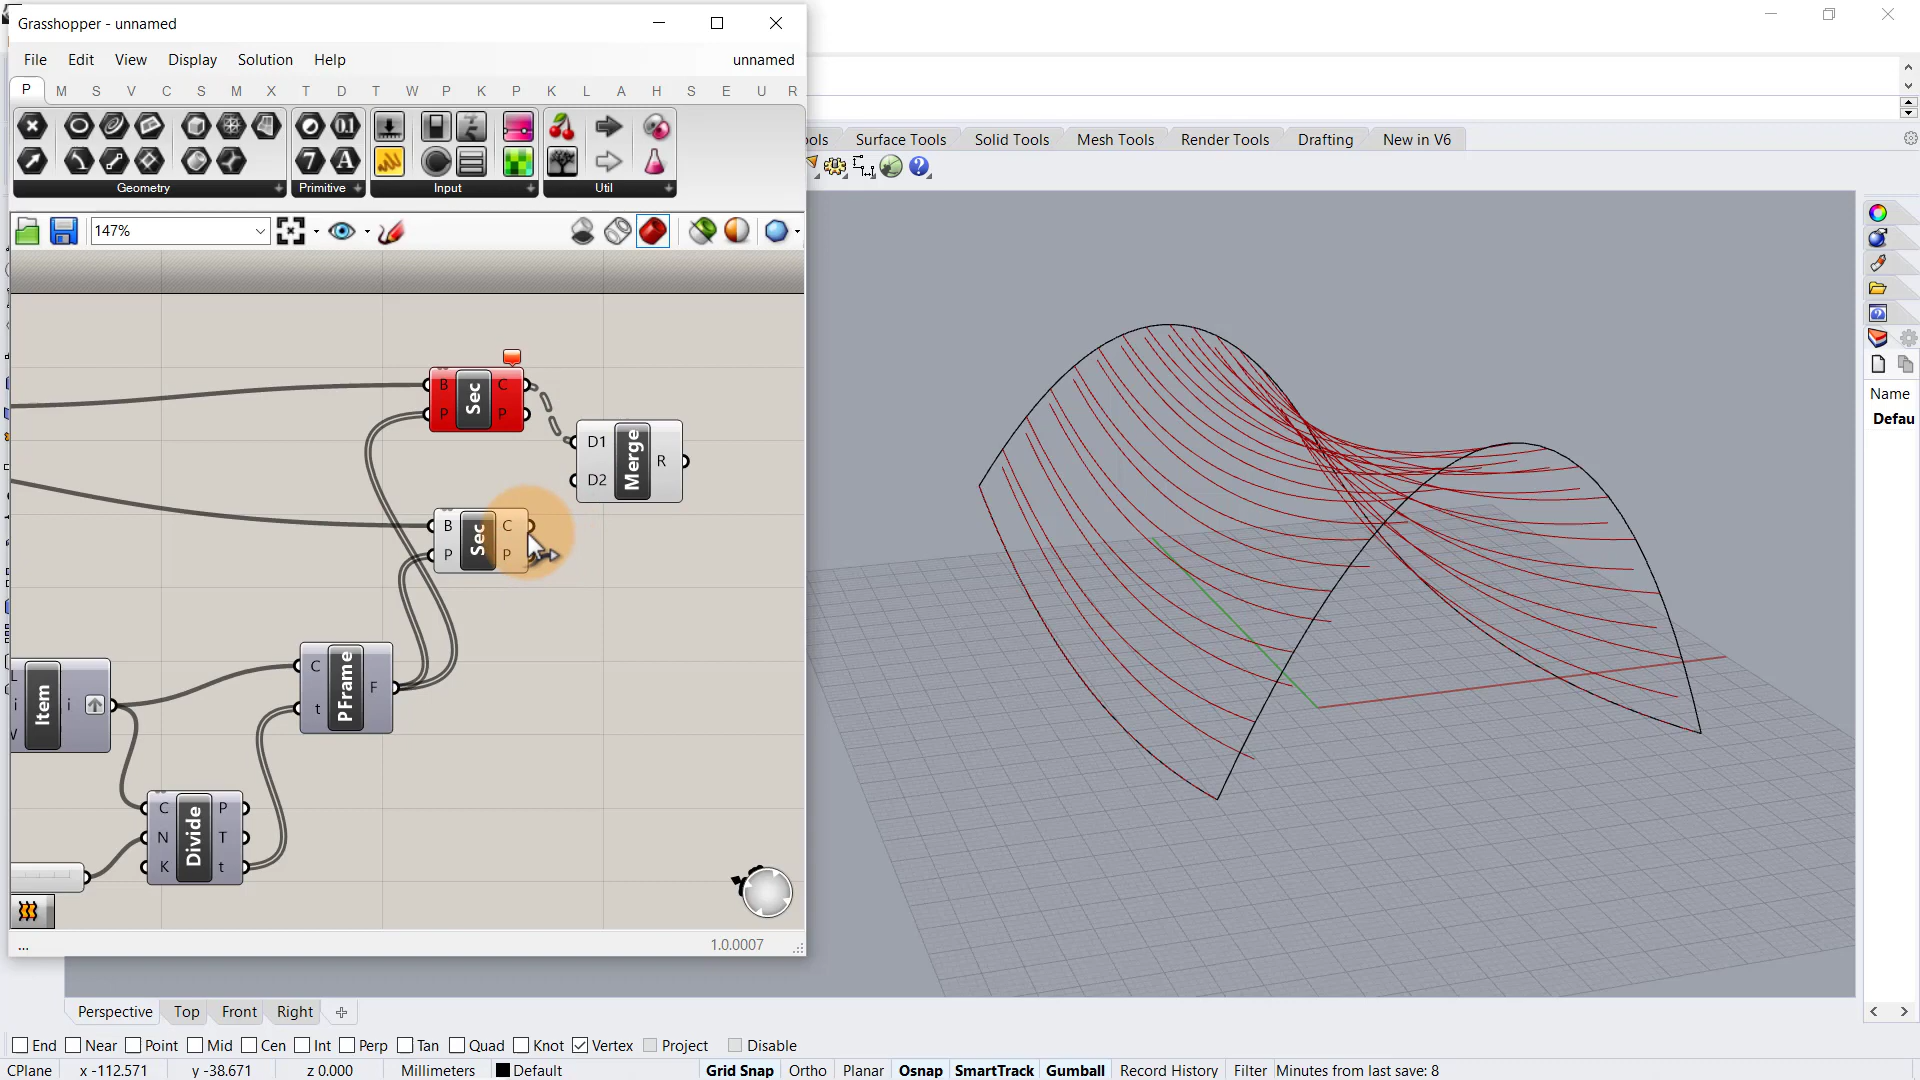 Grasshopper - unnamed
File Edit View Display Solution Help unnamed
P M S V C S M X T D T W P K P K L A H S E U R
Geometry Primitive Input Util
147%
ools Surface Tools Solid Tools Mesh Tools Render Tools Drafting New in V6
Name
Defau
B Sec C
P P
D1 Merge R
D2
B Sec C
P P
C PFrame F
t
L Item i
i
W
C Divide P
N T
K t
...
1.0.0007
Perspective Top Front Right
End Near Point Mid Cen Int Perp Tan Quad Knot Vertex Project Disable
CPlane x -112.571 y -38.671 z 0.000 Millimeters Default Grid Snap Ortho Planar Osnap SmartTrack Gumball Record History Filter Minutes from last save: 8